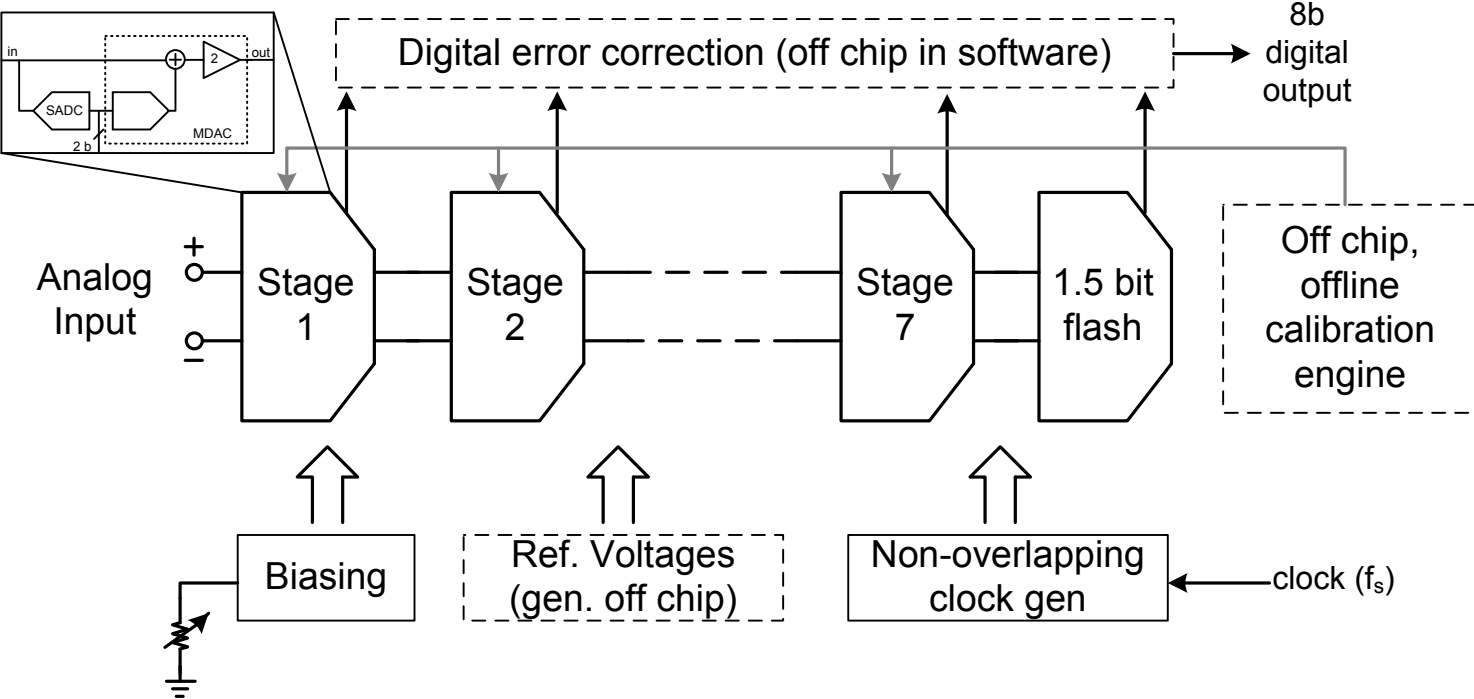 in
out
2
SADC
MDAC
2 b
Digital error correction (off chip in software)
8b
digital
output
Analog
Input
+
−
Stage
1
Stage
2
Stage
7
1.5 bit
flash
Off chip,
offline
calibration
engine
Biasing
Ref. Voltages
(gen. off chip)
Non-overlapping
clock gen
clock (fₛ)